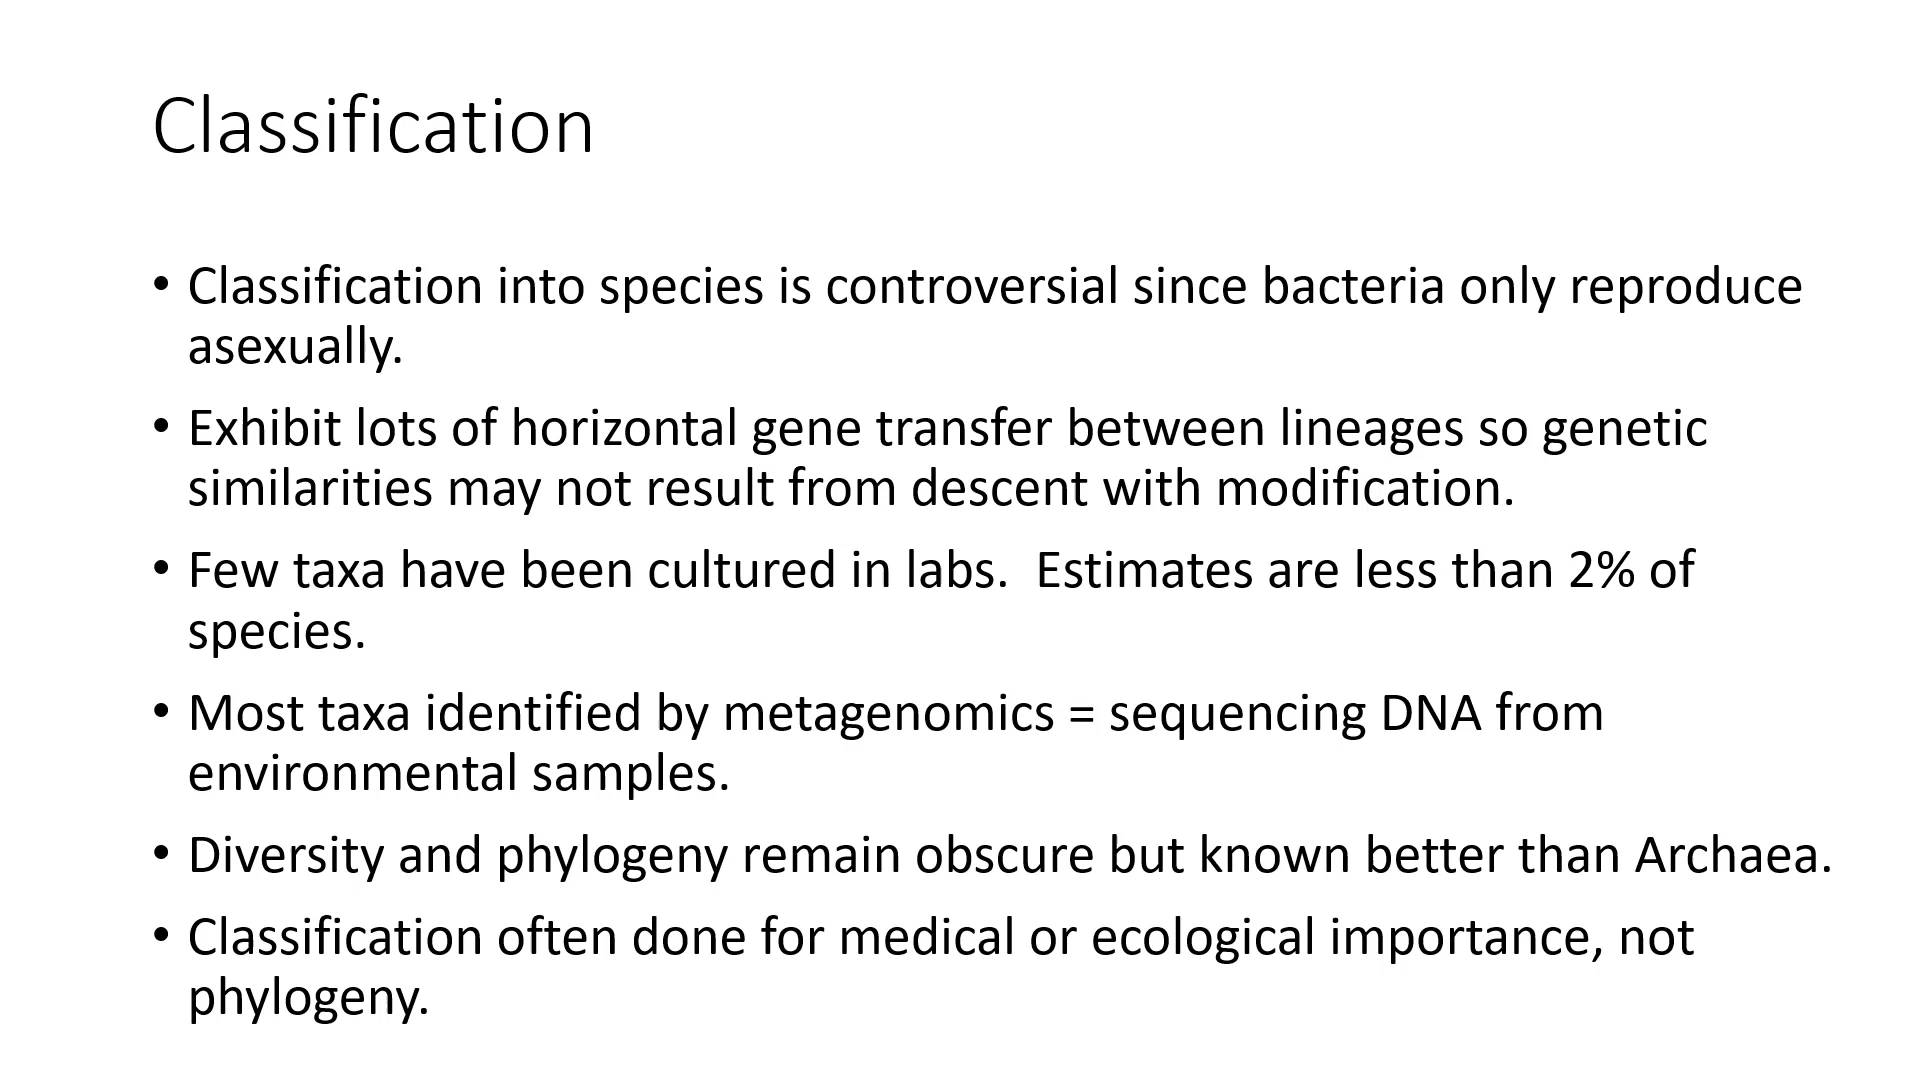 Classification
• Classification into species is controversial since bacteria only reproduce
asexually.
• Exhibit lots of horizontal gene transfer between lineages so genetic
similarities may not result from descent with modification.
• Few taxa have been cultured in labs.  Estimates are less than 2% of
species.
• Most taxa identified by metagenomics = sequencing DNA from
environmental samples.
• Diversity and phylogeny remain obscure but known better than Archaea.
• Classification often done for medical or ecological importance, not
phylogeny.